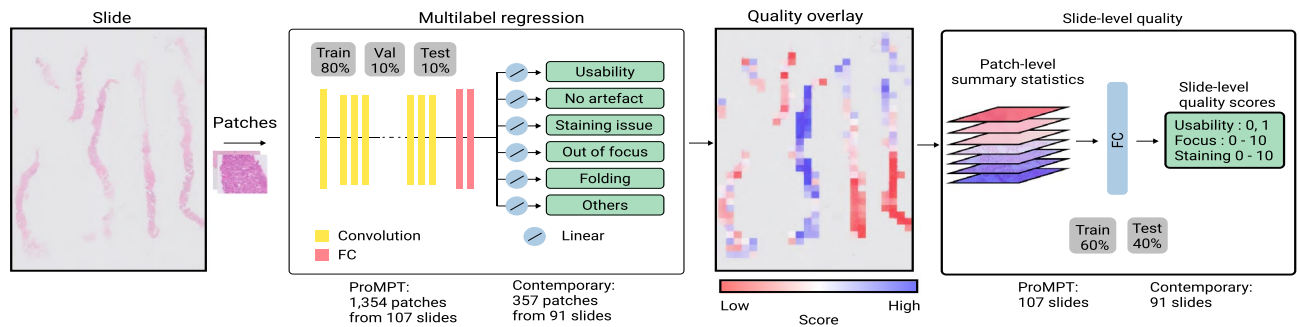 Slide
Patches
Multilabel regression
Train
80%
Val
10%
Test
10%
Usability
No artefact
Staining issue
Out of focus
Folding
Others
Convolution
FC
Linear
ProMPT:
1,354 patches
from 107 slides
Contemporary:
357 patches
from 91 slides
Quality overlay
Low
High
Score
Slide-level quality
Patch-level
summary statistics
FC
Slide-level
quality scores
Usability : 0, 1
Focus : 0 - 10
Staining 0 - 10
Train
60%
Test
40%
ProMPT:
107 slides
Contemporary:
91 slides